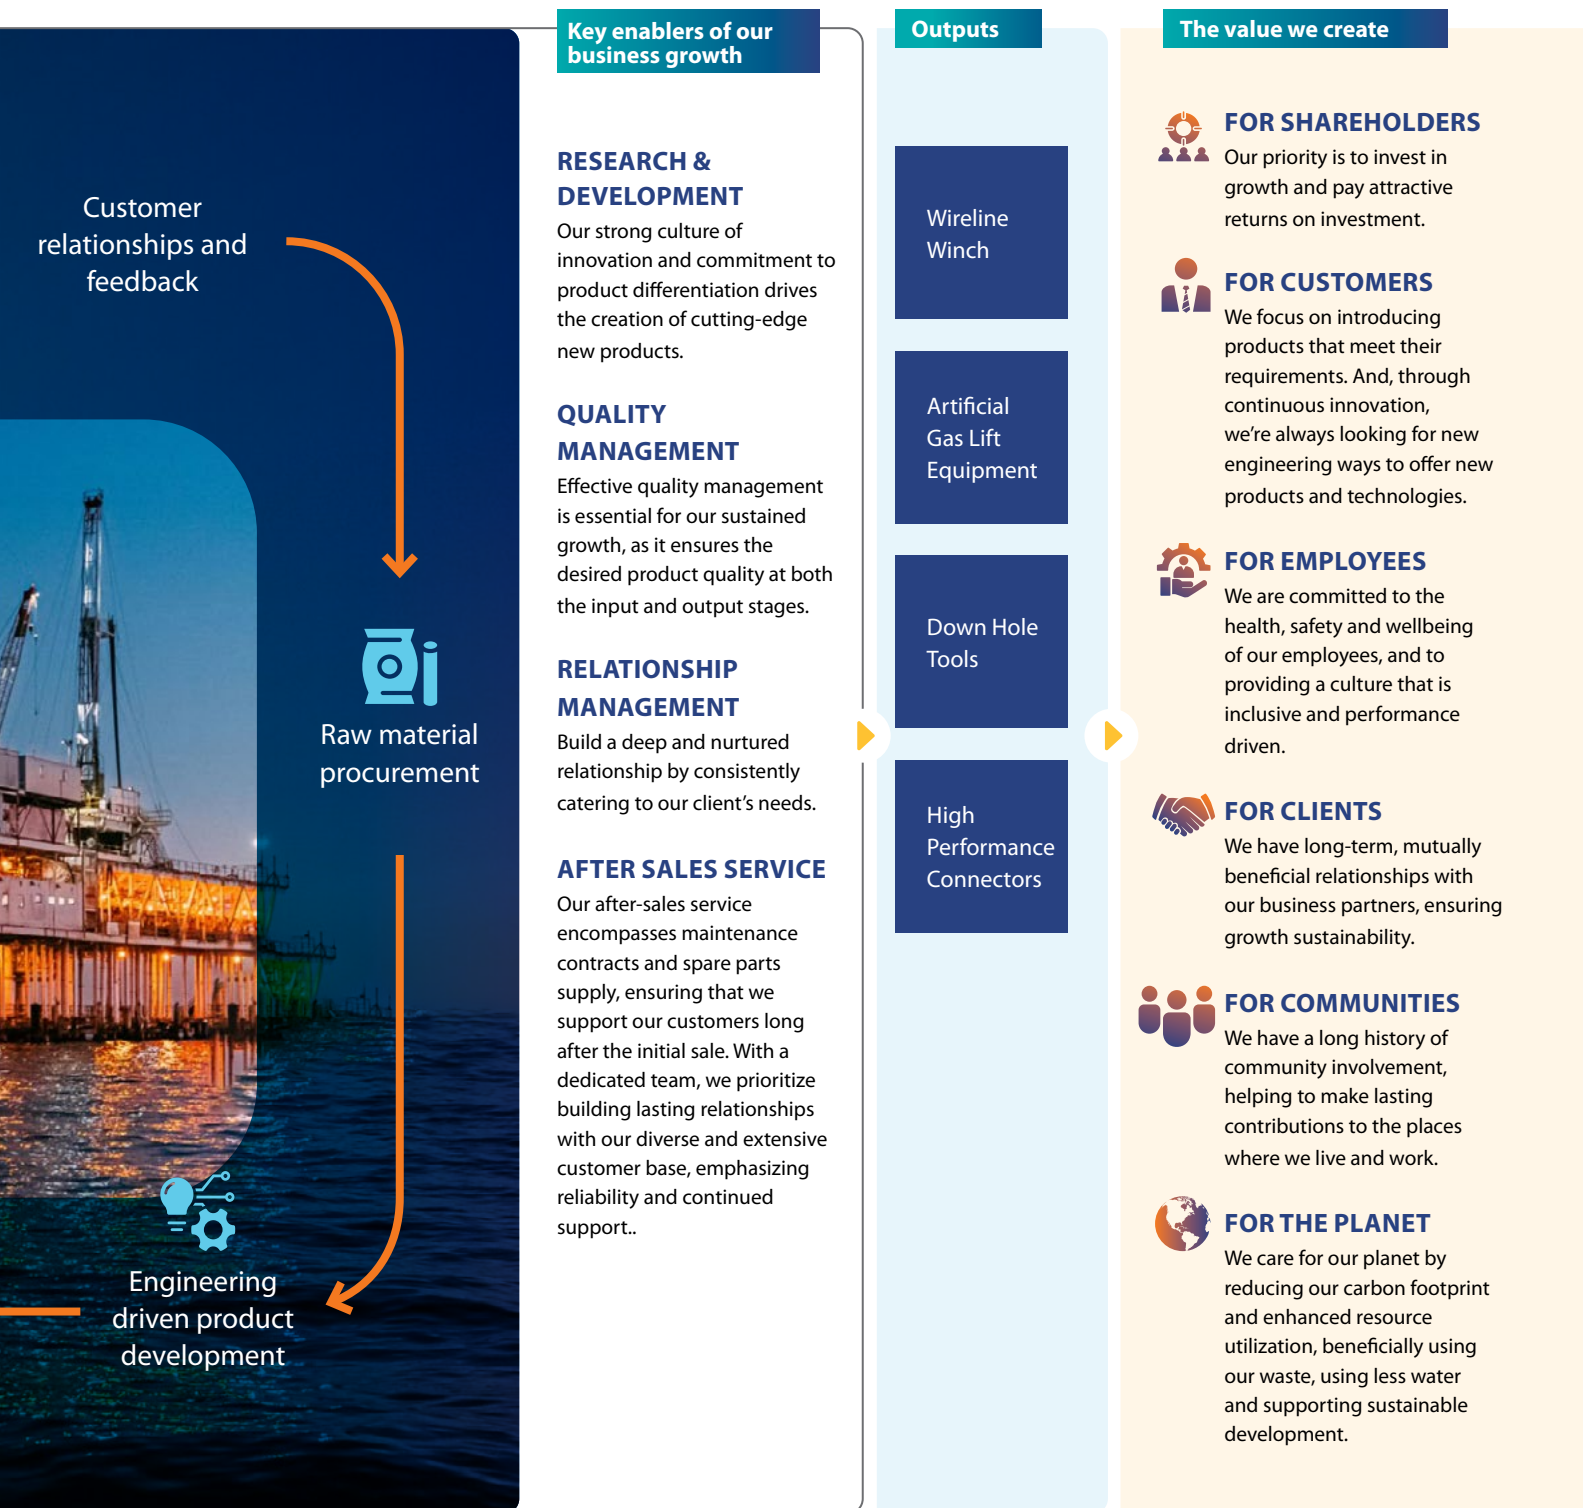 Customer
relationships and
feedback
Raw material
procurement
Engineering
driven product
development
Key enablers of our
business growth
RESEARCH &
DEVELOPMENT
Our strong culture of
innovation and commitment to
product differentiation drives
the creation of cutting-edge
new products.
QUALITY
MANAGEMENT
Effective quality management
is essential for our sustained
growth, as it ensures the
desired product quality at both
the input and output stages.
RELATIONSHIP
MANAGEMENT
Build a deep and nurtured
relationship by consistently
catering to our client’s needs.
AFTER SALES SERVICE
Our after-sales service
encompasses maintenance
contracts and spare parts
supply, ensuring that we
support our customers long
after the initial sale. With a
dedicated team, we prioritize
building lasting relationships
with our diverse and extensive
customer base, emphasizing
reliability and continued
support..
Outputs
Wireline
Winch
Artificial
Gas Lift
Equipment
Down Hole
Tools
High
Performance
Connectors
The value we create
FOR SHAREHOLDERS
Our priority is to invest in
growth and pay attractive
returns on investment.
FOR CUSTOMERS
We focus on introducing
products that meet their
requirements. And, through
continuous innovation,
we’re always looking for new
engineering ways to offer new
products and technologies.
FOR EMPLOYEES
We are committed to the
health, safety and wellbeing
of our employees, and to
providing a culture that is
inclusive and performance
driven.
FOR CLIENTS
We have long-term, mutually
beneficial relationships with
our business partners, ensuring
growth sustainability.
FOR COMMUNITIES
We have a long history of
community involvement,
helping to make lasting
contributions to the places
where we live and work.
FOR THE PLANET
We care for our planet by
reducing our carbon footprint
and enhanced resource
utilization, beneficially using
our waste, using less water
and supporting sustainable
development.